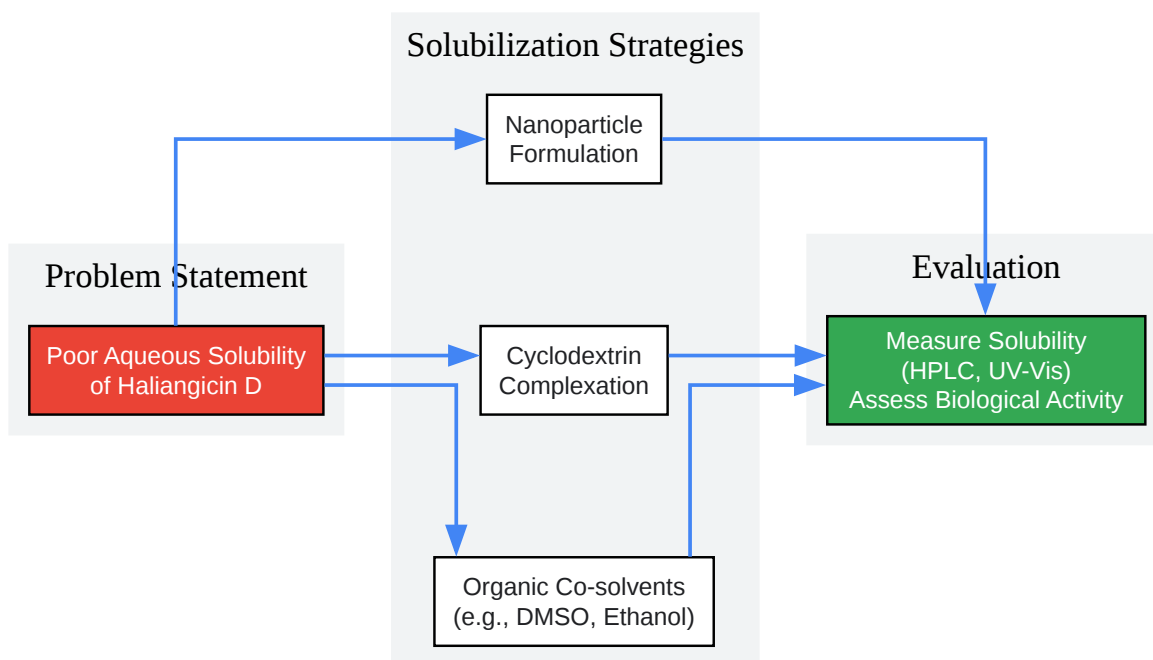 Solubilization Strategies
Nanoparticle
Formulation
Problem Statement
Poor Aqueous Solubility
of Haliangicin D
Cyclodextrin
Complexation
Organic Co-solvents
(e.g., DMSO, Ethanol)
Evaluation
Measure Solubility
(HPLC, UV-Vis)
Assess Biological Activity